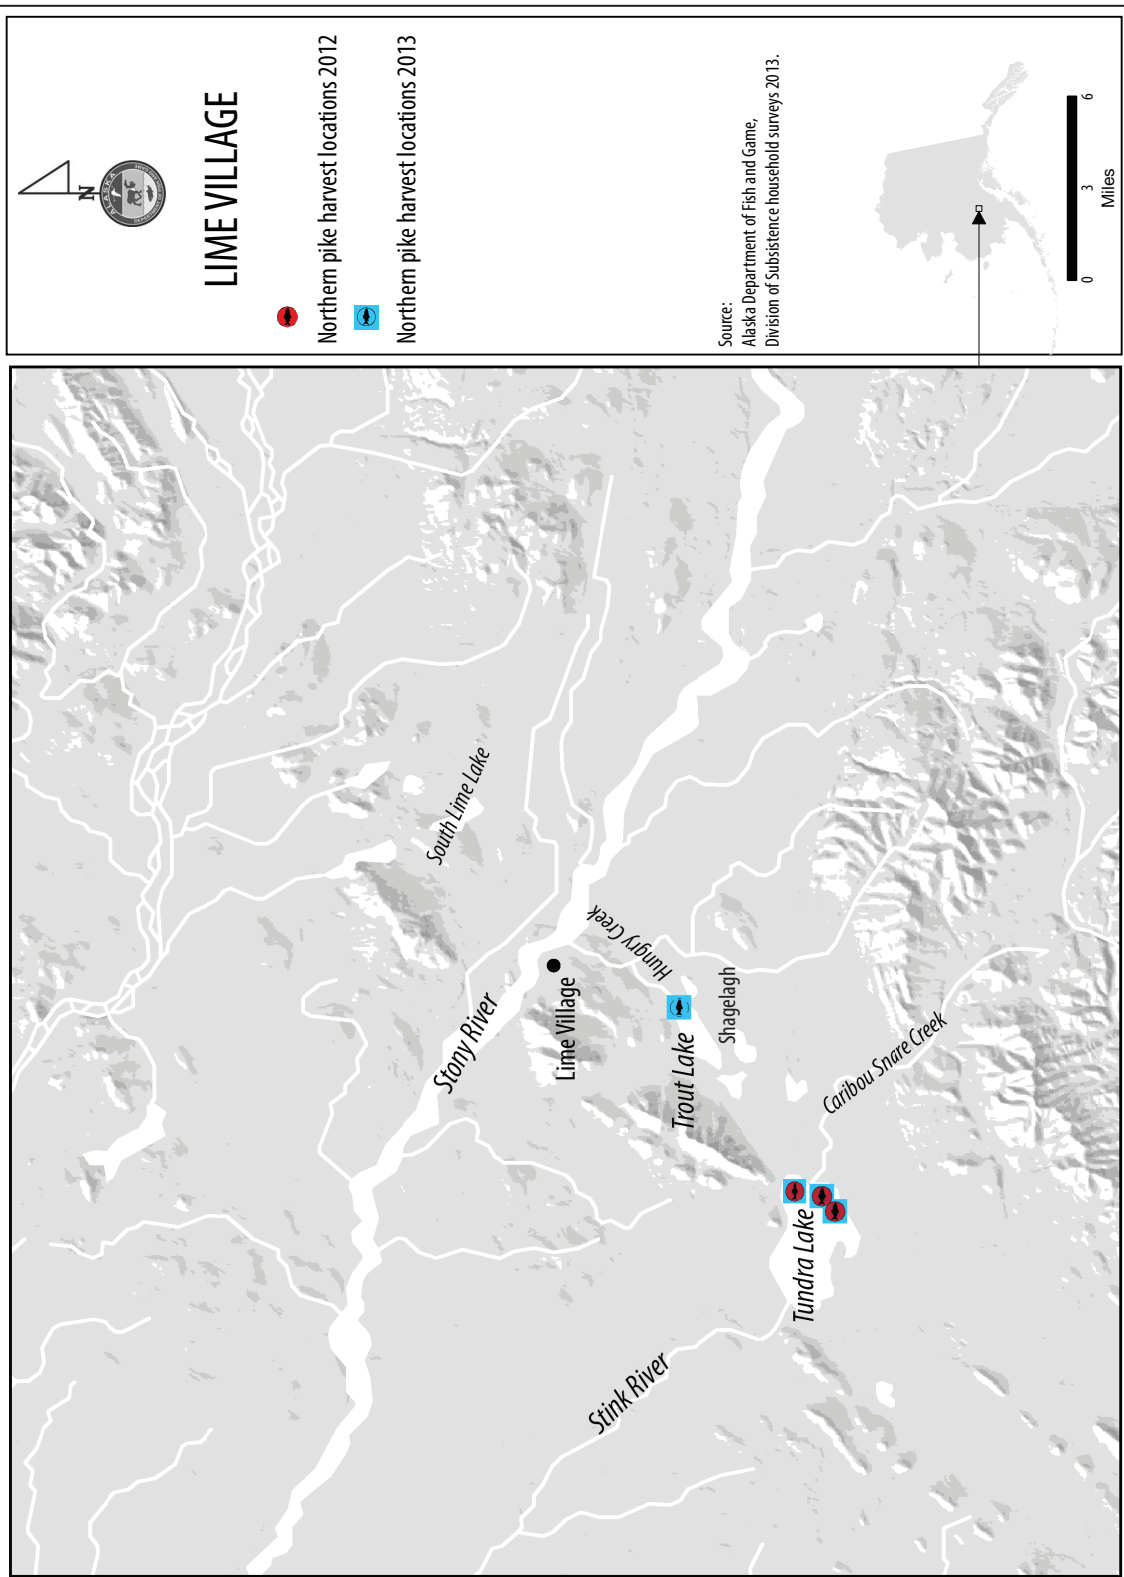 N
ALASKA
LIME VILLAGE
Northern pike harvest locations 2012
Northern pike harvest locations 2013
Source:
Alaska Department of Fish and Game,
Division of Subsistence household surveys 2013.
0 3 6
Miles
South Lime Lake
Stony River
Lime Village
Hungry Creek
Trout Lake
Shagelagh
Caribou Snare Creek
Tundra Lake
Stink River